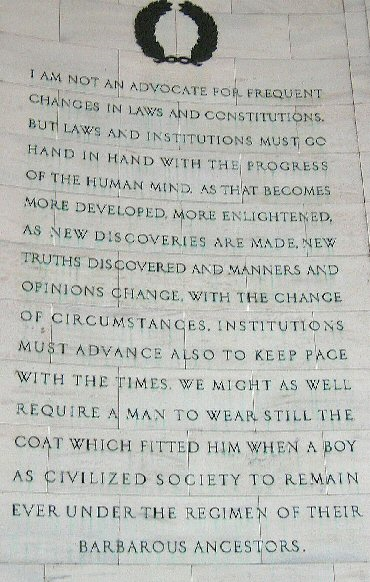 I AM NOT AN ADVOCATE FOR FREQUENT
CHANGES IN LAWS AND CONSTITUTIONS.
BUT LAWS AND INSTITUTIONS MUST GO
HAND IN HAND WITH THE PROGRESS
OF THE HUMAN MIND. AS THAT BECOMES
MORE DEVELOPED, MORE ENLIGHTENED,
AS NEW DISCOVERIES ARE MADE, NEW
TRUTHS DISCOVERED AND MANNERS AND
OPINIONS CHANGE, WITH THE CHANGE
OF CIRCUMSTANCES, INSTITUTIONS
MUST ADVANCE ALSO TO KEEP PACE
WITH THE TIMES. WE MIGHT AS WELL
REQUIRE A MAN TO WEAR STILL THE
COAT WHICH FITTED HIM WHEN A BOY
AS CIVILIZED SOCIETY TO REMAIN
EVER UNDER THE REGIMEN OF THEIR
BARBAROUS ANCESTORS.